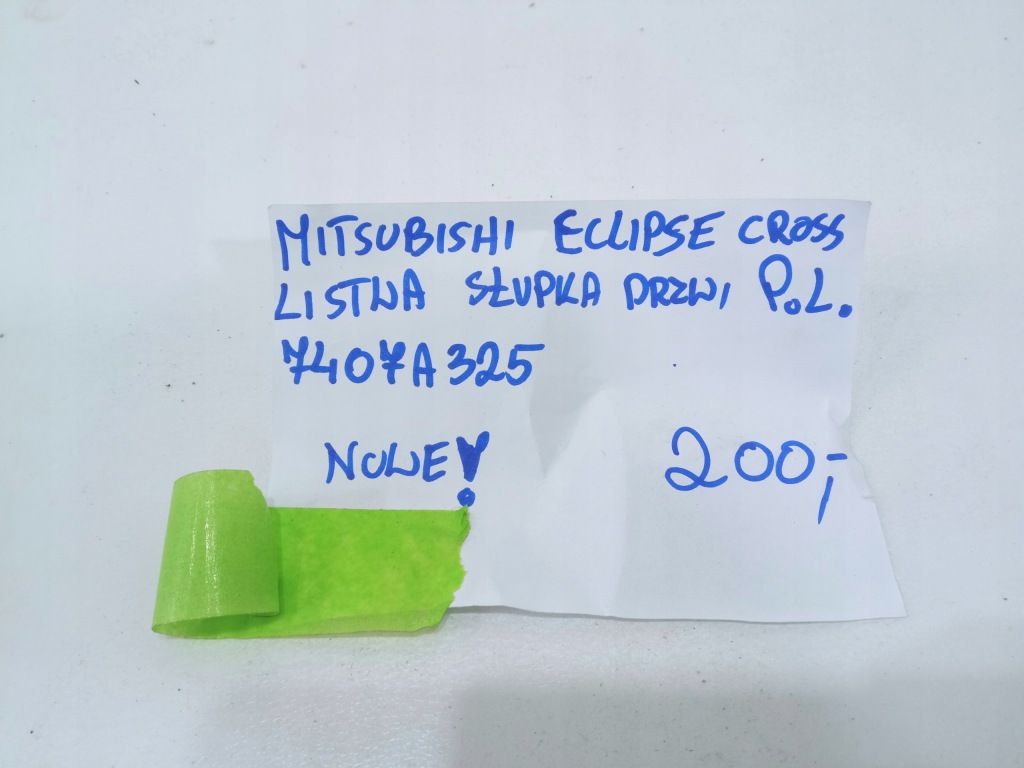 MITSUBISHI ECLIPSE CROSS
LISTWA SŁUPKA DRZWI P.L.
7407A325
NOWE!
200,-